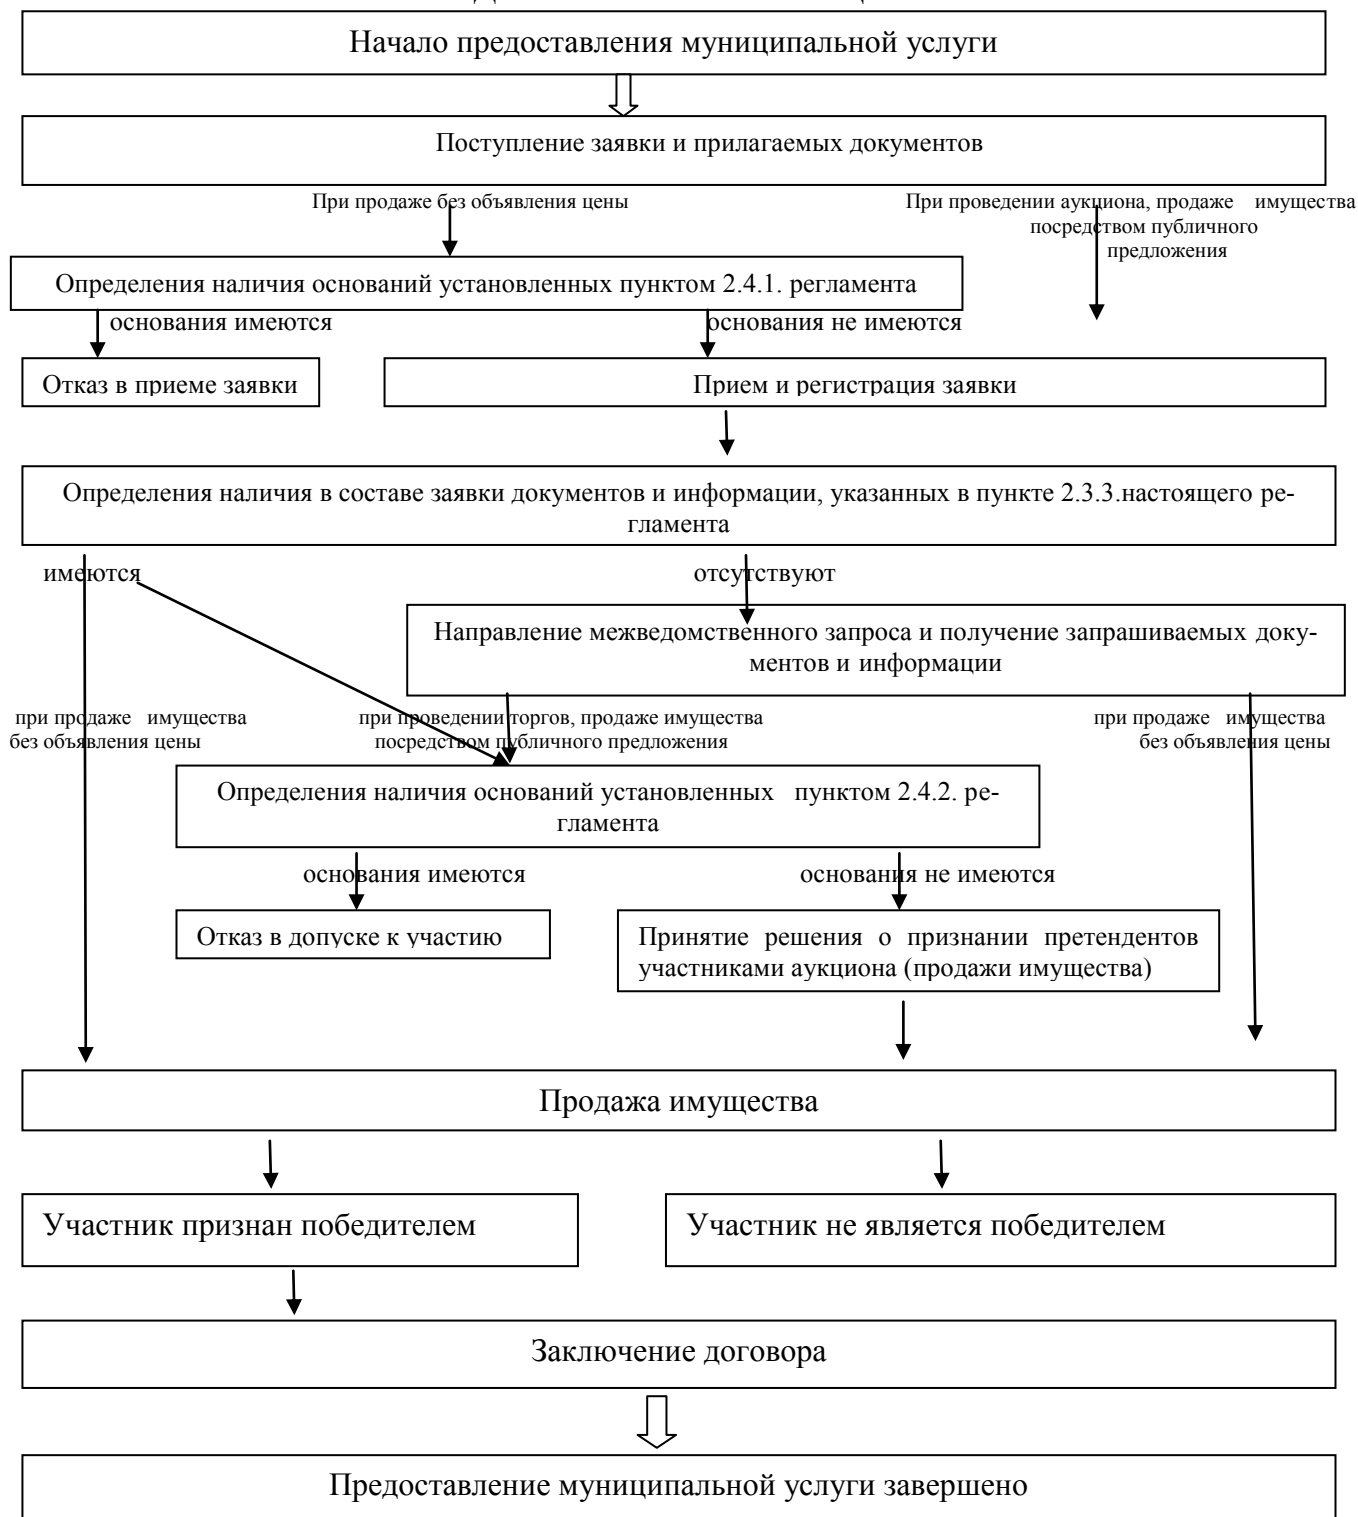 Начало предоставления муниципальной услуги
Поступление заявки и прилагаемых документов
При продаже без объявления цены
При проведении аукциона, продаже имущества
посредством публичного
предложения
Определения наличия оснований установленных пунктом 2.4.1. регламента
основания имеются
основания не имеются
Отказ в приеме заявки
Прием и регистрация заявки
Определения наличия в составе заявки документов и информации, указанных в пункте 2.3.3.настоящего ре-
гламента
имеются
отсутствуют
Направление межведомственного запроса и получение запрашиваемых доку-
ментов и информации
при продаже имущества
без объявления цены
при проведении торгов, продаже имущества
посредством публичного предложения
при продаже имущества
без объявления цены
Определения наличия оснований установленных пунктом 2.4.2. ре-
гламента
основания имеются
основания не имеются
Отказ в допуске к участию
Принятие решения о признании претендентов
участниками аукциона (продажи имущества)
Продажа имущества
Участник признан победителем
Участник не является победителем
Заключение договора
Предоставление муниципальной услуги завершено